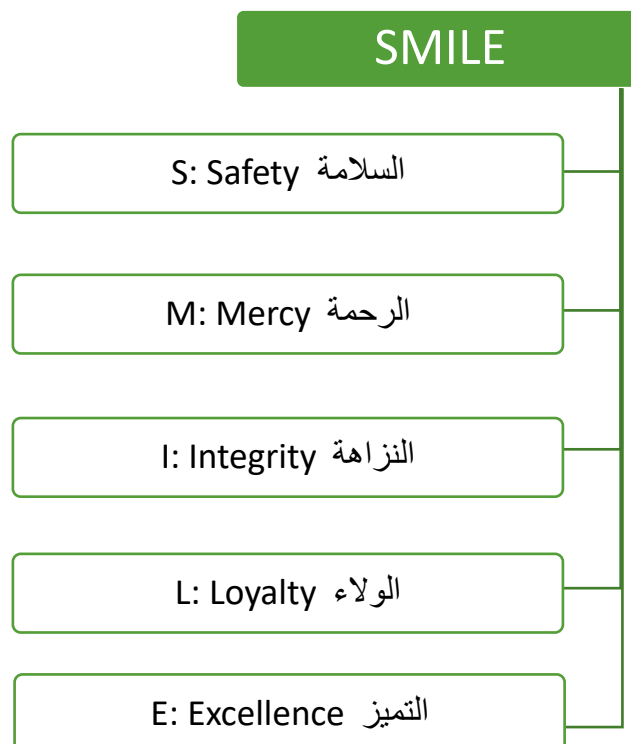 SMILE
S: Safety السلامة
M: Mercy الرحمة
I: Integrity النزاهة
L: Loyalty الولاء
E: Excellence التميز